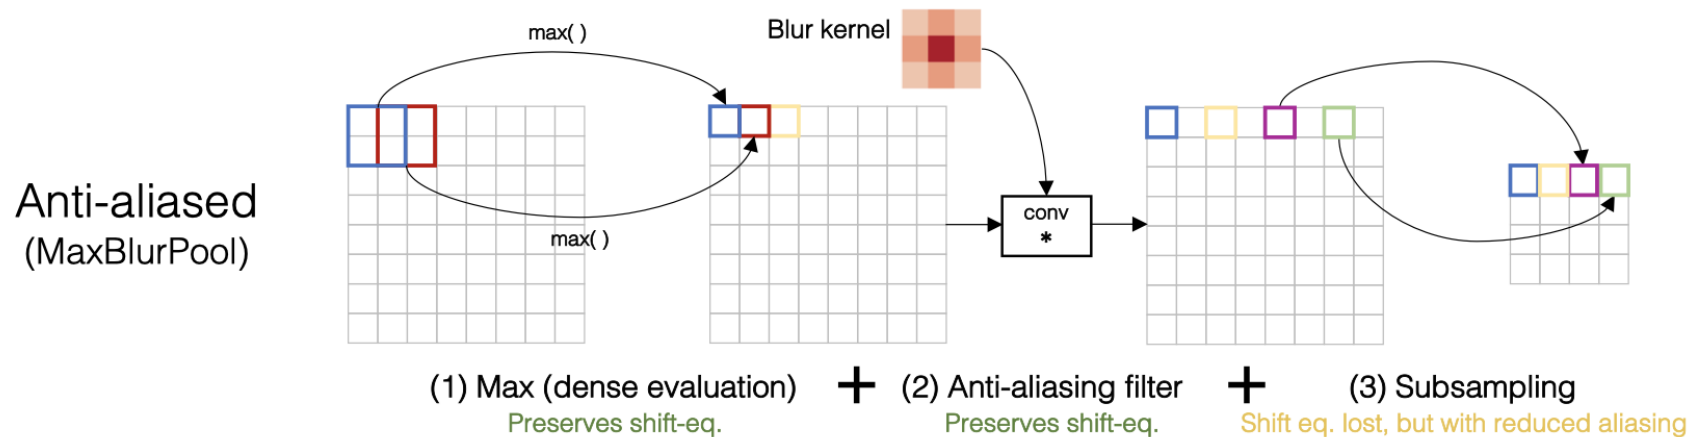 max( )
Blur kernel
Anti-aliased
(MaxBlurPool)
max( )
conv
*
(1) Max (dense evaluation) + (2) Anti-aliasing filter + (3) Subsampling
Preserves shift-eq. Preserves shift-eq. Shift eq. lost, but with reduced aliasing